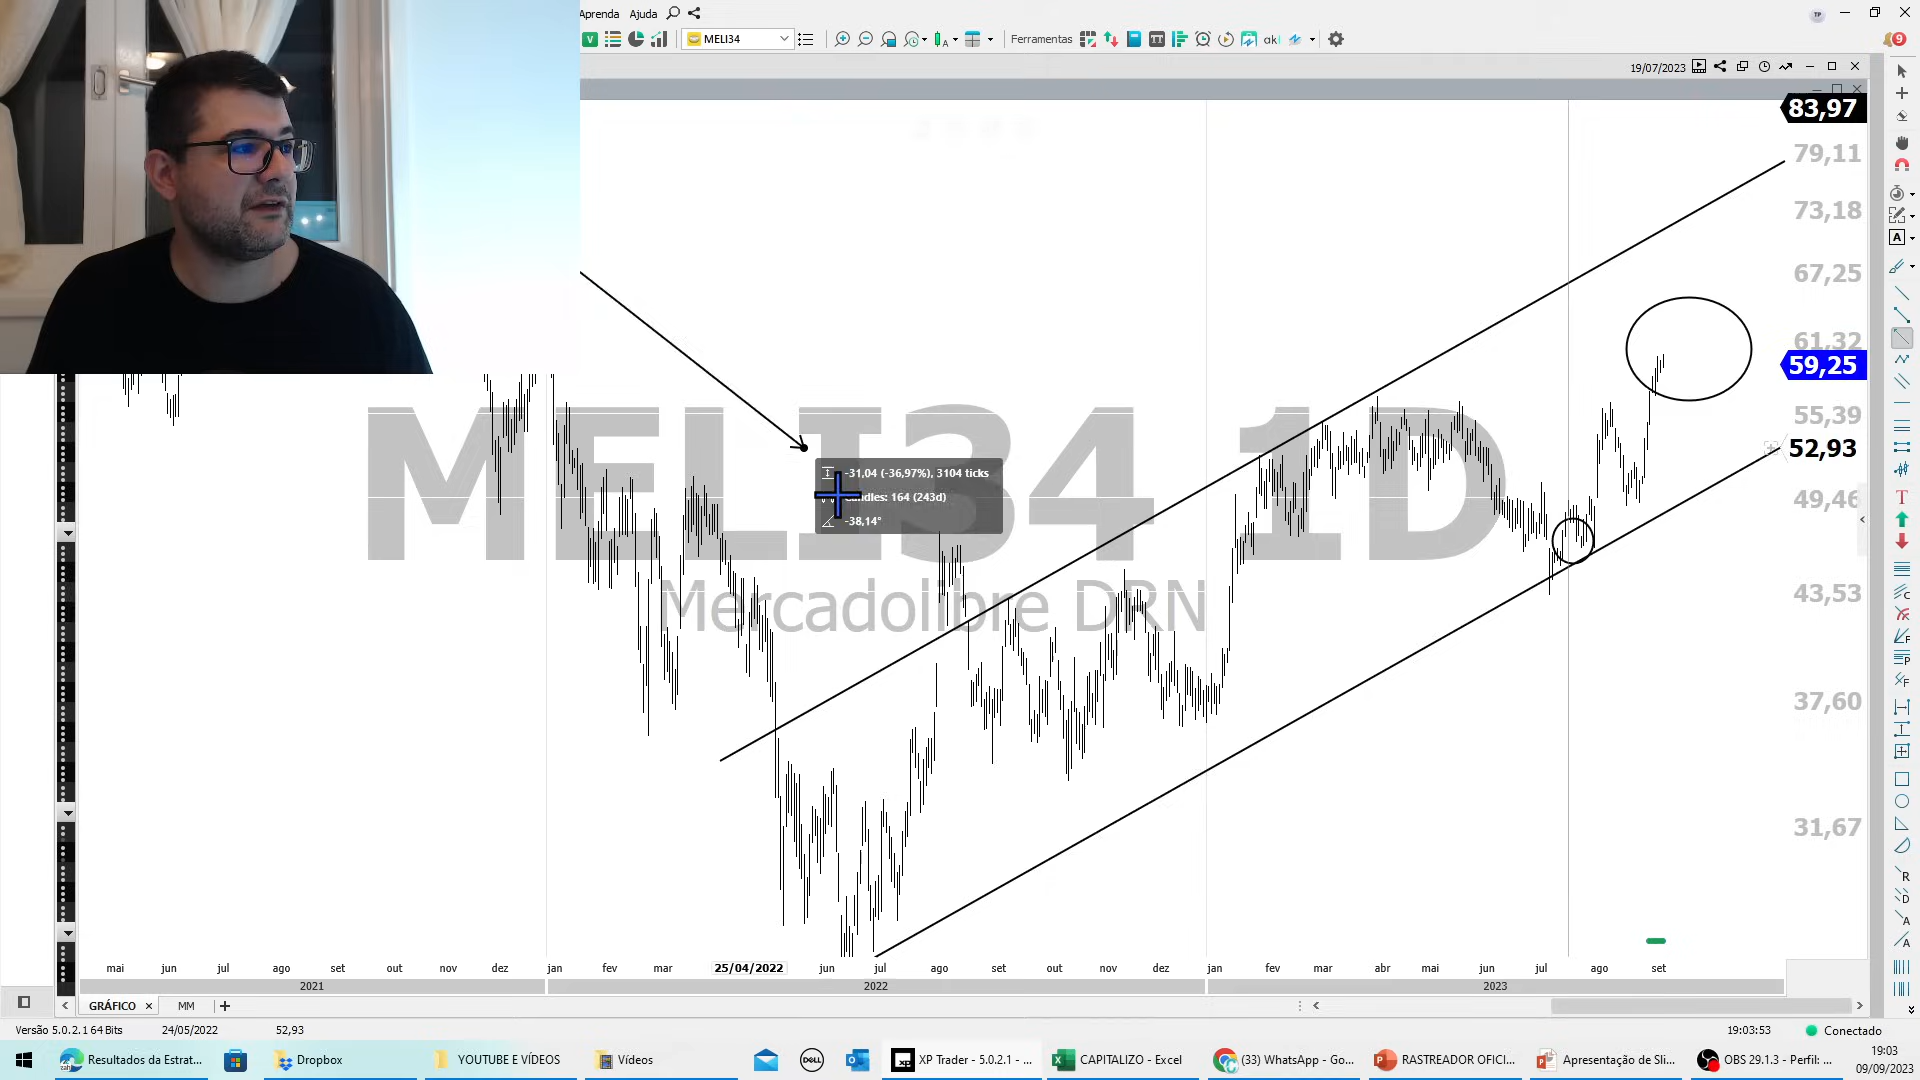 Aprenda Ajuda
TP
MELI34
Ferramentas
aki
9
19/07/2023
83,97
79,11
73,18
67,25
61,32
59,25
55,39
52,93
49,46
43,53
37,60
31,67
MELI34 1D
Mercadolibre DRN
-31,04 (-36,97%), 3104 ticks
Candles: 164 (243d)
-38,14°
mai jun jul ago set out nov dez jan fev mar 25/04/2022 jun jul ago set out nov dez jan fev mar abr mai jun jul ago set
2021 2022 2023
GRÁFICO MM
Versão 5.0.2.1 64 Bits 24/05/2022 52,93 19:03:53 Conectado
Resultados da Estrat... Dropbox YOUTUBE E VÍDEOS Vídeos DELL XP Trader - 5.0.2.1 - ... CAPITALIZO - Excel (33) WhatsApp - Go... RASTREADOR OFICI... Apresentação de Sli... OBS 29.1.3 - Perfil: ... 19:03
09/09/2023